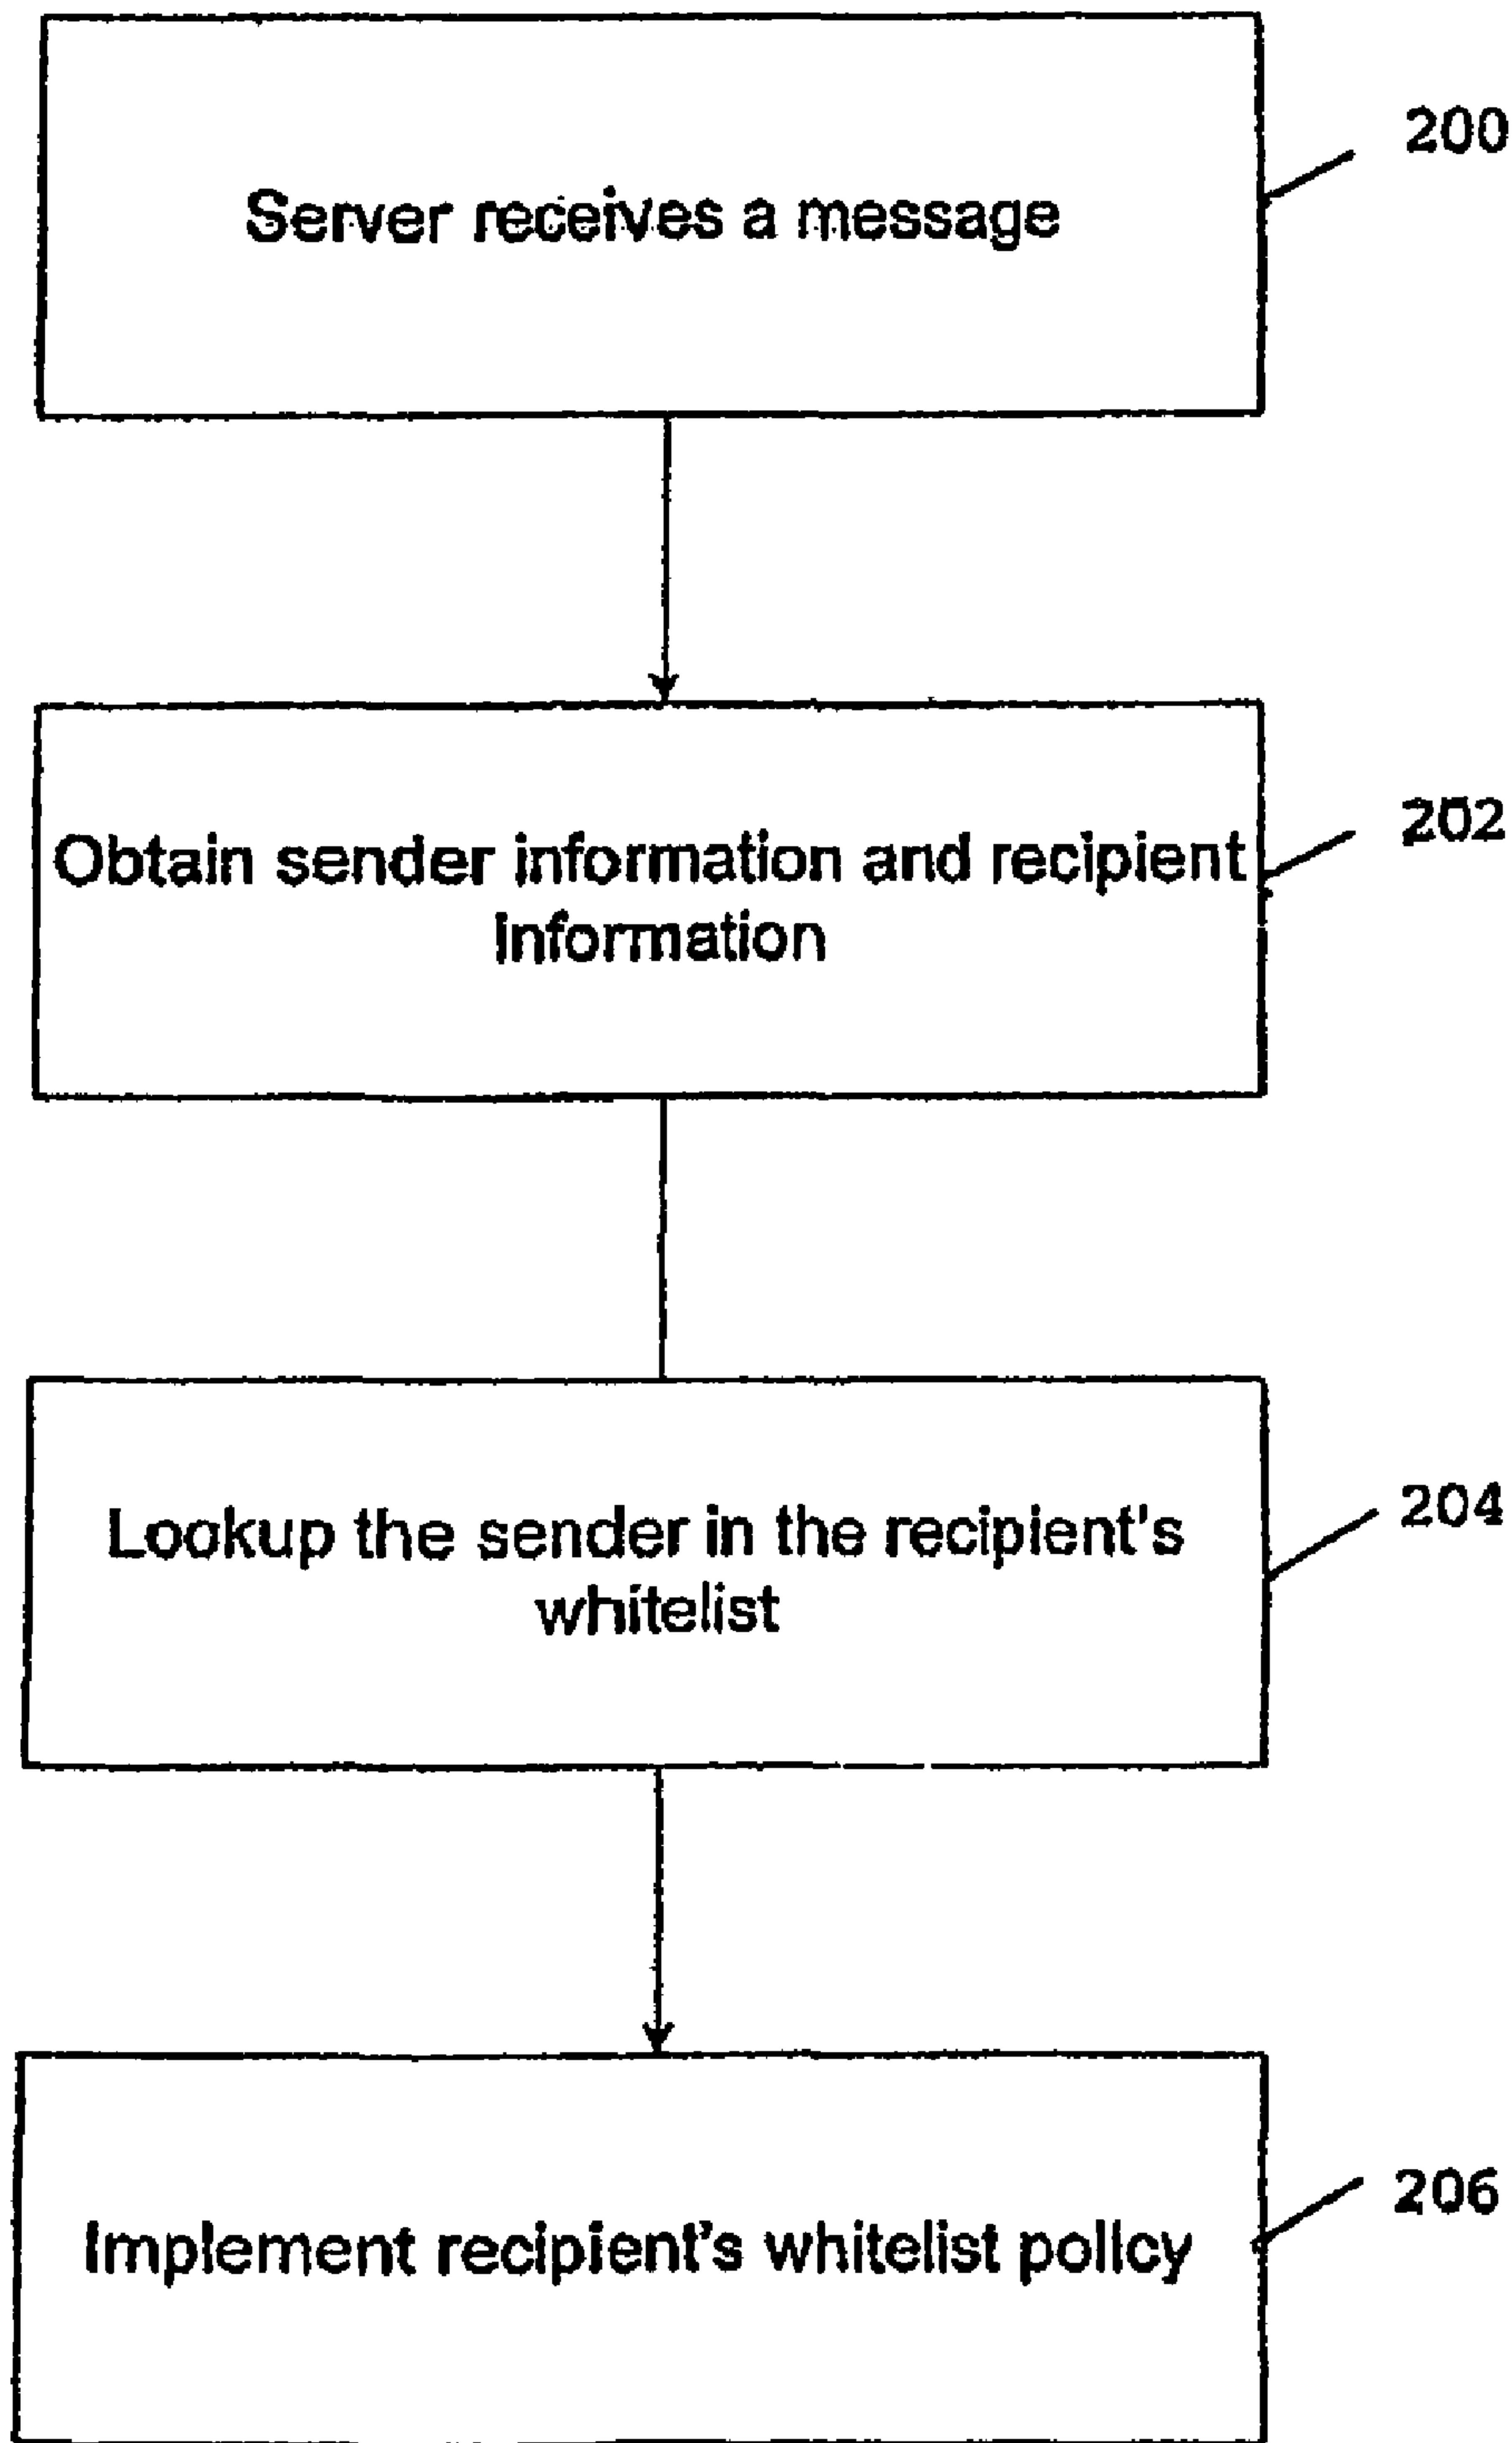 Server receives a message
200
Obtain sender information and recipient
information
202
Lookup the sender in the recipient's
whitelist
204
Implement recipient's whitelist policy
206